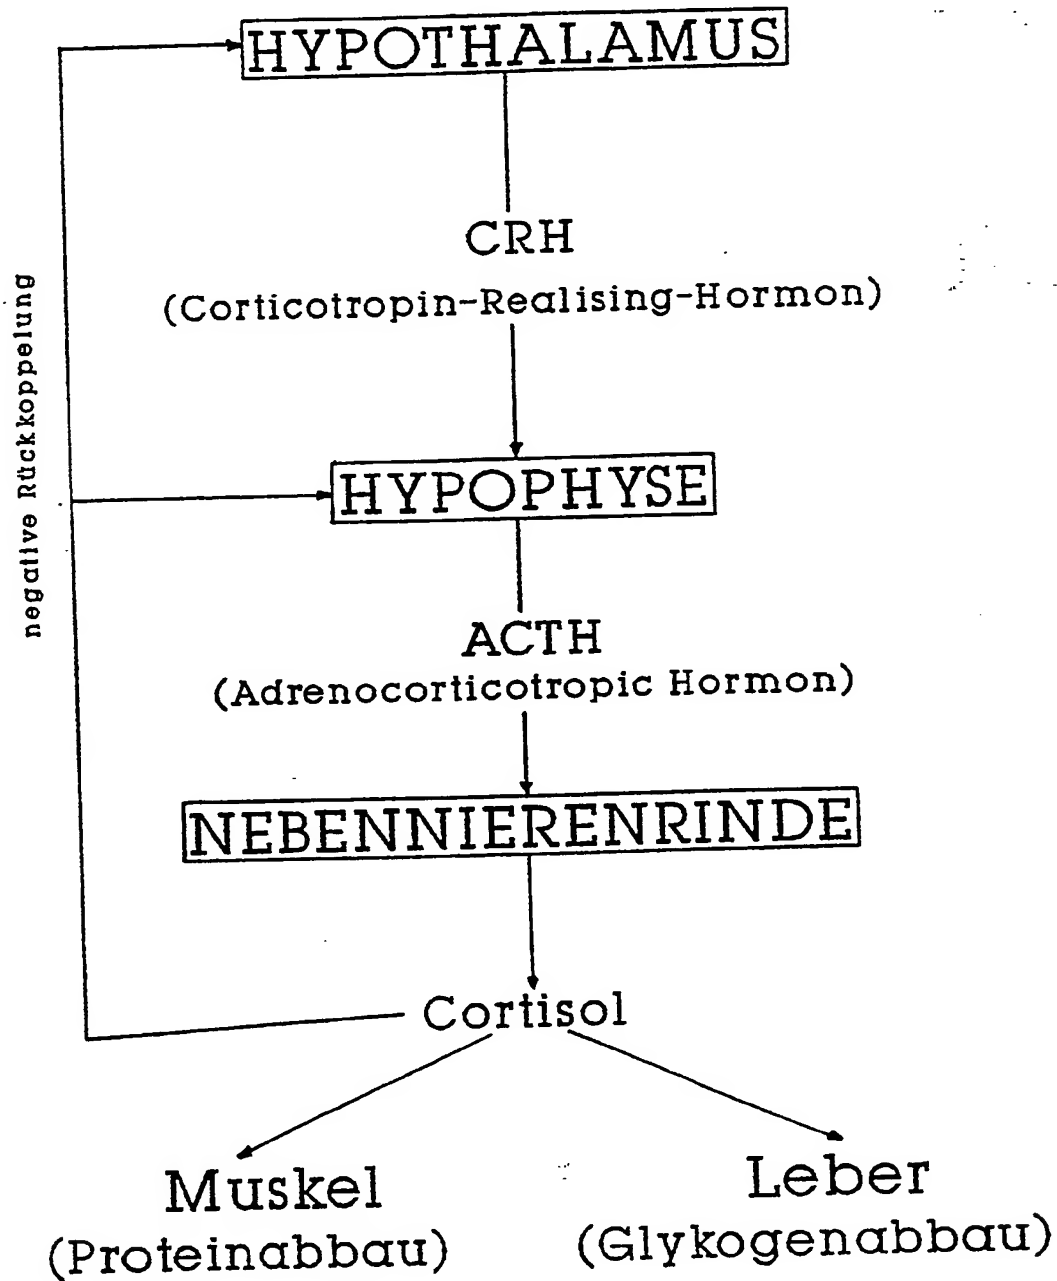 HYPOTHALAMUS
CRH
(Corticotropin-Realising-Hormon)
negative Rückkoppelung
HYPOPHYSE
ACTH
(Adrenocorticotropic Hormon)
NEBENNIERENRINDE
Cortisol
Muskel
(Proteinabbau)
Leber
(Glykogenabbau)